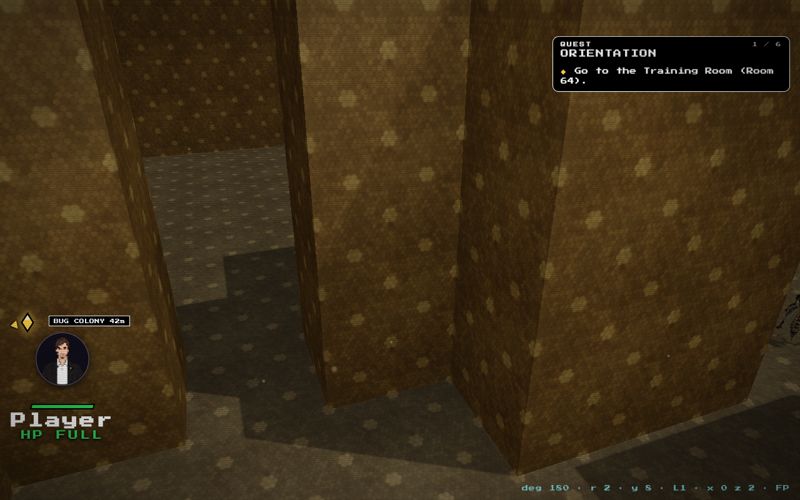 QUEST 1 / 6
ORIENTATION
◆ Go to the Training Room (Room
64).
BUG COLONY 42m
Player
HP FULL
deg 180 · r 2 · y 8 · L1 · x 0 z 2 · FP